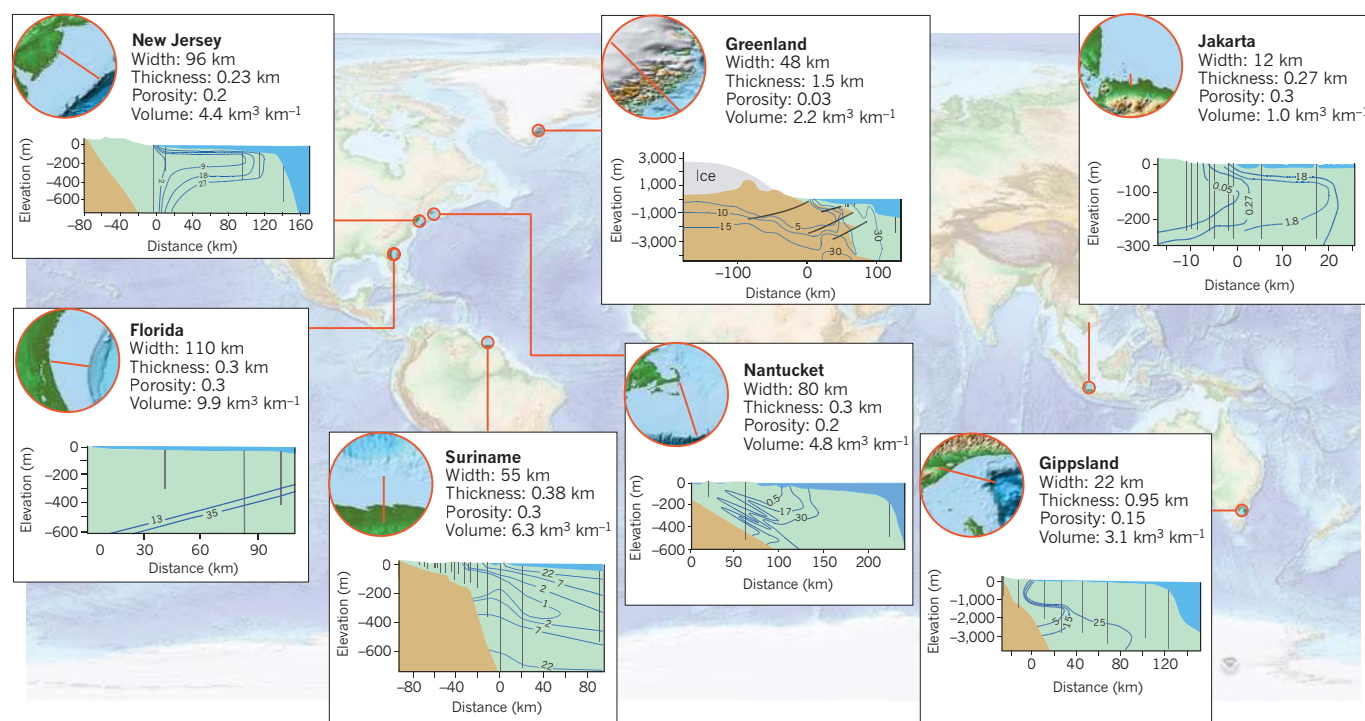 New Jersey
Width: 96 km
Thickness: 0.23 km
Porosity: 0.2
Volume: 4.4 km³ km⁻¹
Elevation (m)
0
−200
−400
−600
2
9
18
27
−80 −40 0 40 80 120 160
Distance (km)
Greenland
Width: 48 km
Thickness: 1.5 km
Porosity: 0.03
Volume: 2.2 km³ km⁻¹
Elevation (m)
3,000
1,000
−1,000
−3,000
Ice
10
15
5
30
30
−100 0 100
Distance (km)
Jakarta
Width: 12 km
Thickness: 0.27 km
Porosity: 0.3
Volume: 1.0 km³ km⁻¹
Elevation (m)
0
−100
−200
−300
0.05
0.27
18
1.8
−10 0 10 20
Distance (km)
Florida
Width: 110 km
Thickness: 0.3 km
Porosity: 0.3
Volume: 9.9 km³ km⁻¹
Elevation (m)
0
−200
−400
−600
13
35
0 30 60 90
Distance (km)
Suriname
Width: 55 km
Thickness: 0.38 km
Porosity: 0.3
Volume: 6.3 km³ km⁻¹
Elevation (m)
0
−200
−400
−600
22
7
2
1
2
7
22
−80 −40 0 40 80
Distance (km)
Nantucket
Width: 80 km
Thickness: 0.3 km
Porosity: 0.2
Volume: 4.8 km³ km⁻¹
Elevation (m)
0
−200
−400
−600
0.5
17
30
0 50 100 150 200
Distance (km)
Gippsland
Width: 22 km
Thickness: 0.95 km
Porosity: 0.15
Volume: 3.1 km³ km⁻¹
Elevation (m)
0
−1,000
−2,000
−3,000
5
15
25
0 40 80 120
Distance (km)